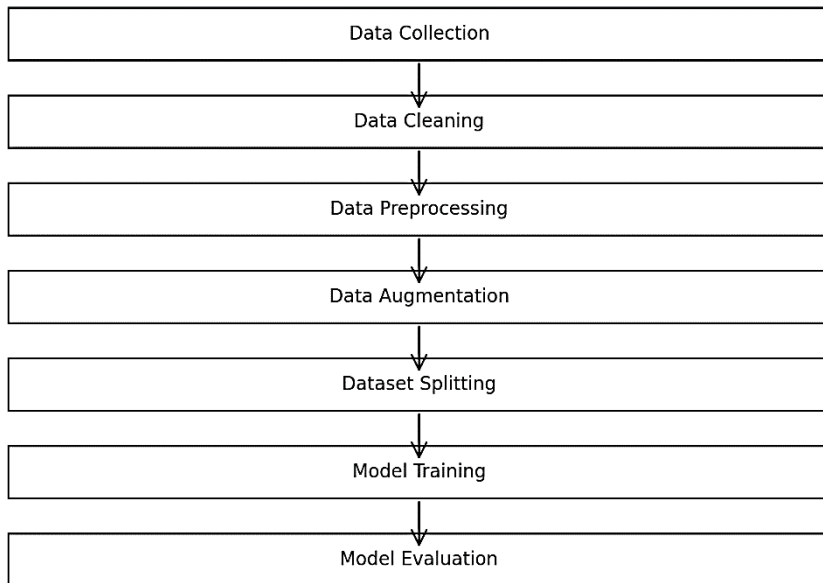 Data Collection
Data Cleaning
Data Preprocessing
Data Augmentation
Dataset Splitting
Model Training
Model Evaluation